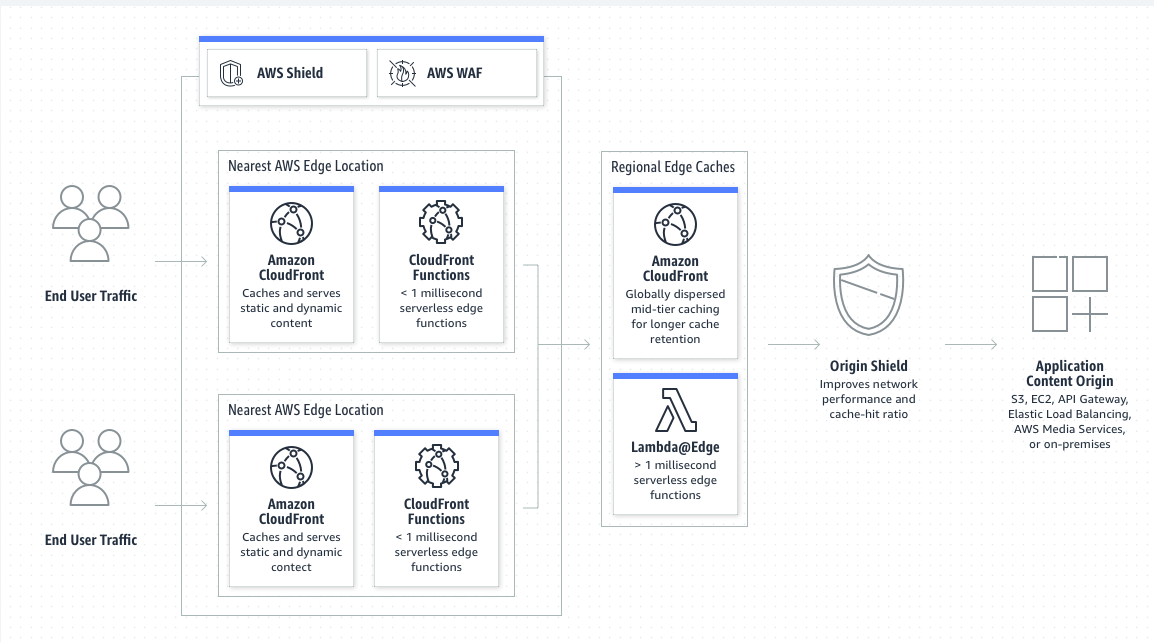 AWS Shield
AWS WAF
Nearest AWS Edge Location
Amazon
CloudFront
Caches and serves
static and dynamic
content
CloudFront
Functions
< 1 millisecond
serverless edge
functions
End User Traffic
Nearest AWS Edge Location
Amazon
CloudFront
Caches and serves
static and dynamic
contect
CloudFront
Functions
< 1 millisecond
serverless edge
functions
End User Traffic
Regional Edge Caches
Amazon
CloudFront
Globally dispersed
mid-tier caching
for longer cache
retention
Lambda@Edge
> 1 millisecond
serverless edge
functions
Origin Shield
Improves network
performance and
cache-hit ratio
Application
Content Origin
S3, EC2, API Gateway,
Elastic Load Balancing,
AWS Media Services,
or on-premises